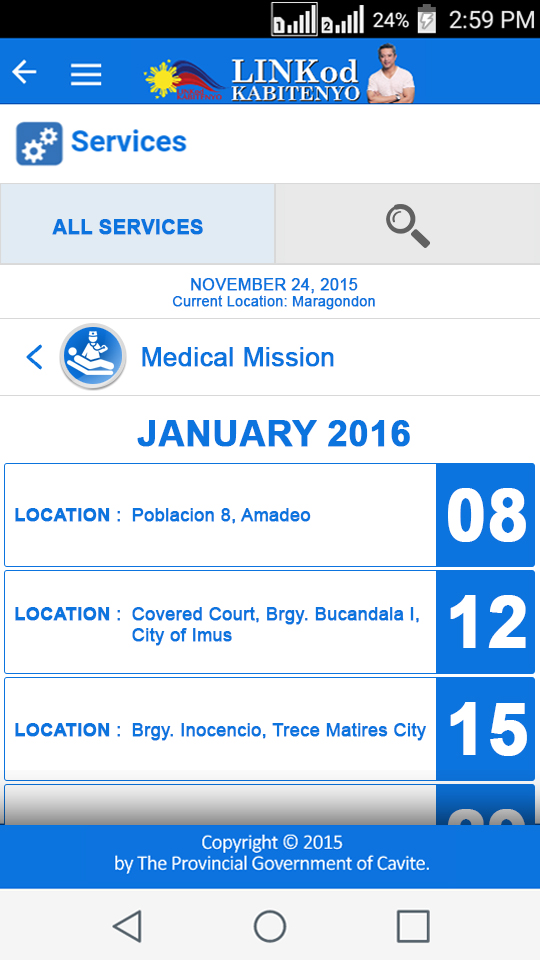 1 2 24% 2:59 PM
LINKod
KABITENYO
Services
ALL SERVICES
NOVEMBER 24, 2015
Current Location: Maragondon
Medical Mission
JANUARY 2016
LOCATION : Poblacion 8, Amadeo 08
LOCATION : Covered Court, Brgy. Bucandala I,
City of Imus 12
LOCATION : Brgy. Inocencio, Trece Matires City 15
Copyright © 2015
by The Provincial Government of Cavite.